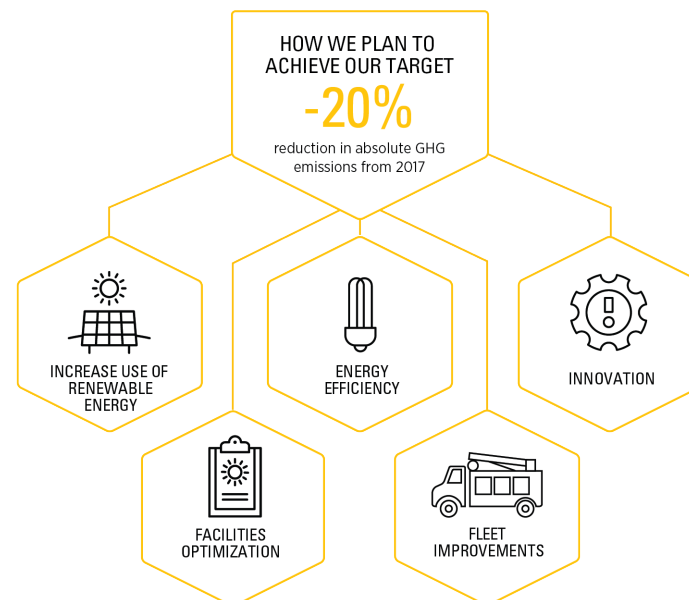 HOW WE PLAN TO
ACHIEVE OUR TARGET
-20%
reduction in absolute GHG
emissions from 2017
INCREASE USE OF
RENEWABLE
ENERGY
ENERGY
EFFICIENCY
INNOVATION
FACILITIES
OPTIMIZATION
FLEET
IMPROVEMENTS